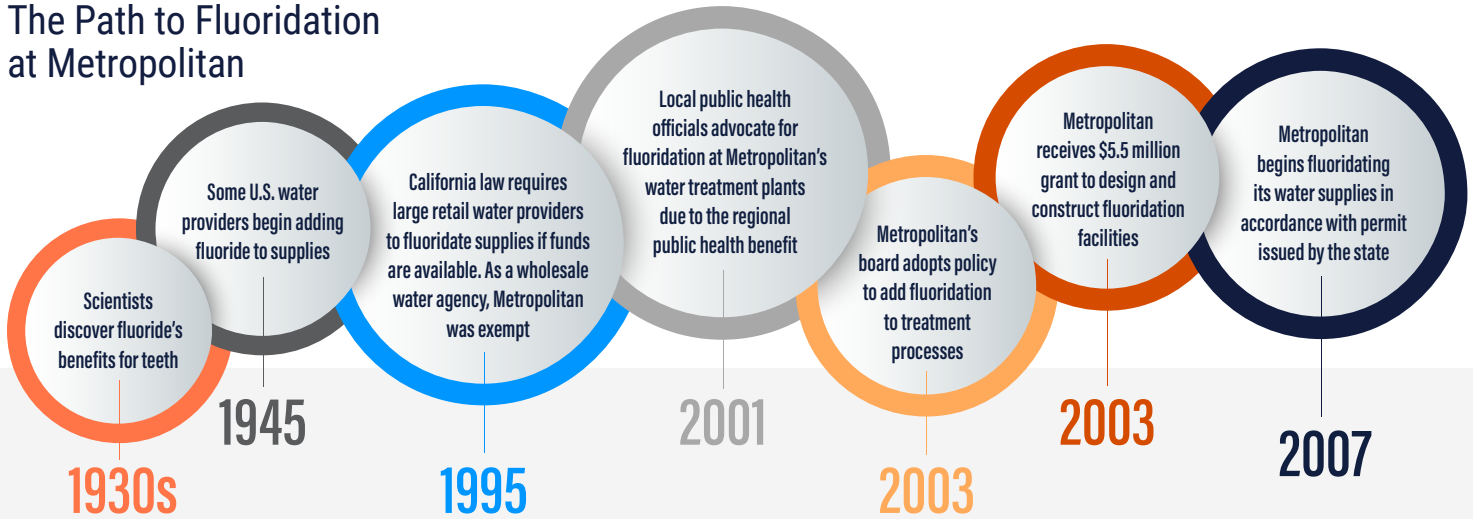 The Path to Fluoridation
at Metropolitan
Scientists
discover fluoride's
benefits for teeth
1930s
Some U.S. water
providers begin adding
fluoride to supplies
1945
California law requires
large retail water providers
to fluoridate supplies if funds
are available. As a wholesale
water agency, Metropolitan
was exempt
1995
Local public health
officials advocate for
fluoridation at Metropolitan's
water treatment plants
due to the regional
public health benefit
2001
Metropolitan's
board adopts policy
to add fluoridation
to treatment
processes
2003
Metropolitan
receives $5.5 million
grant to design and
construct fluoridation
facilities
2003
Metropolitan
begins fluoridating
its water supplies in
accordance with permit
issued by the state
2007